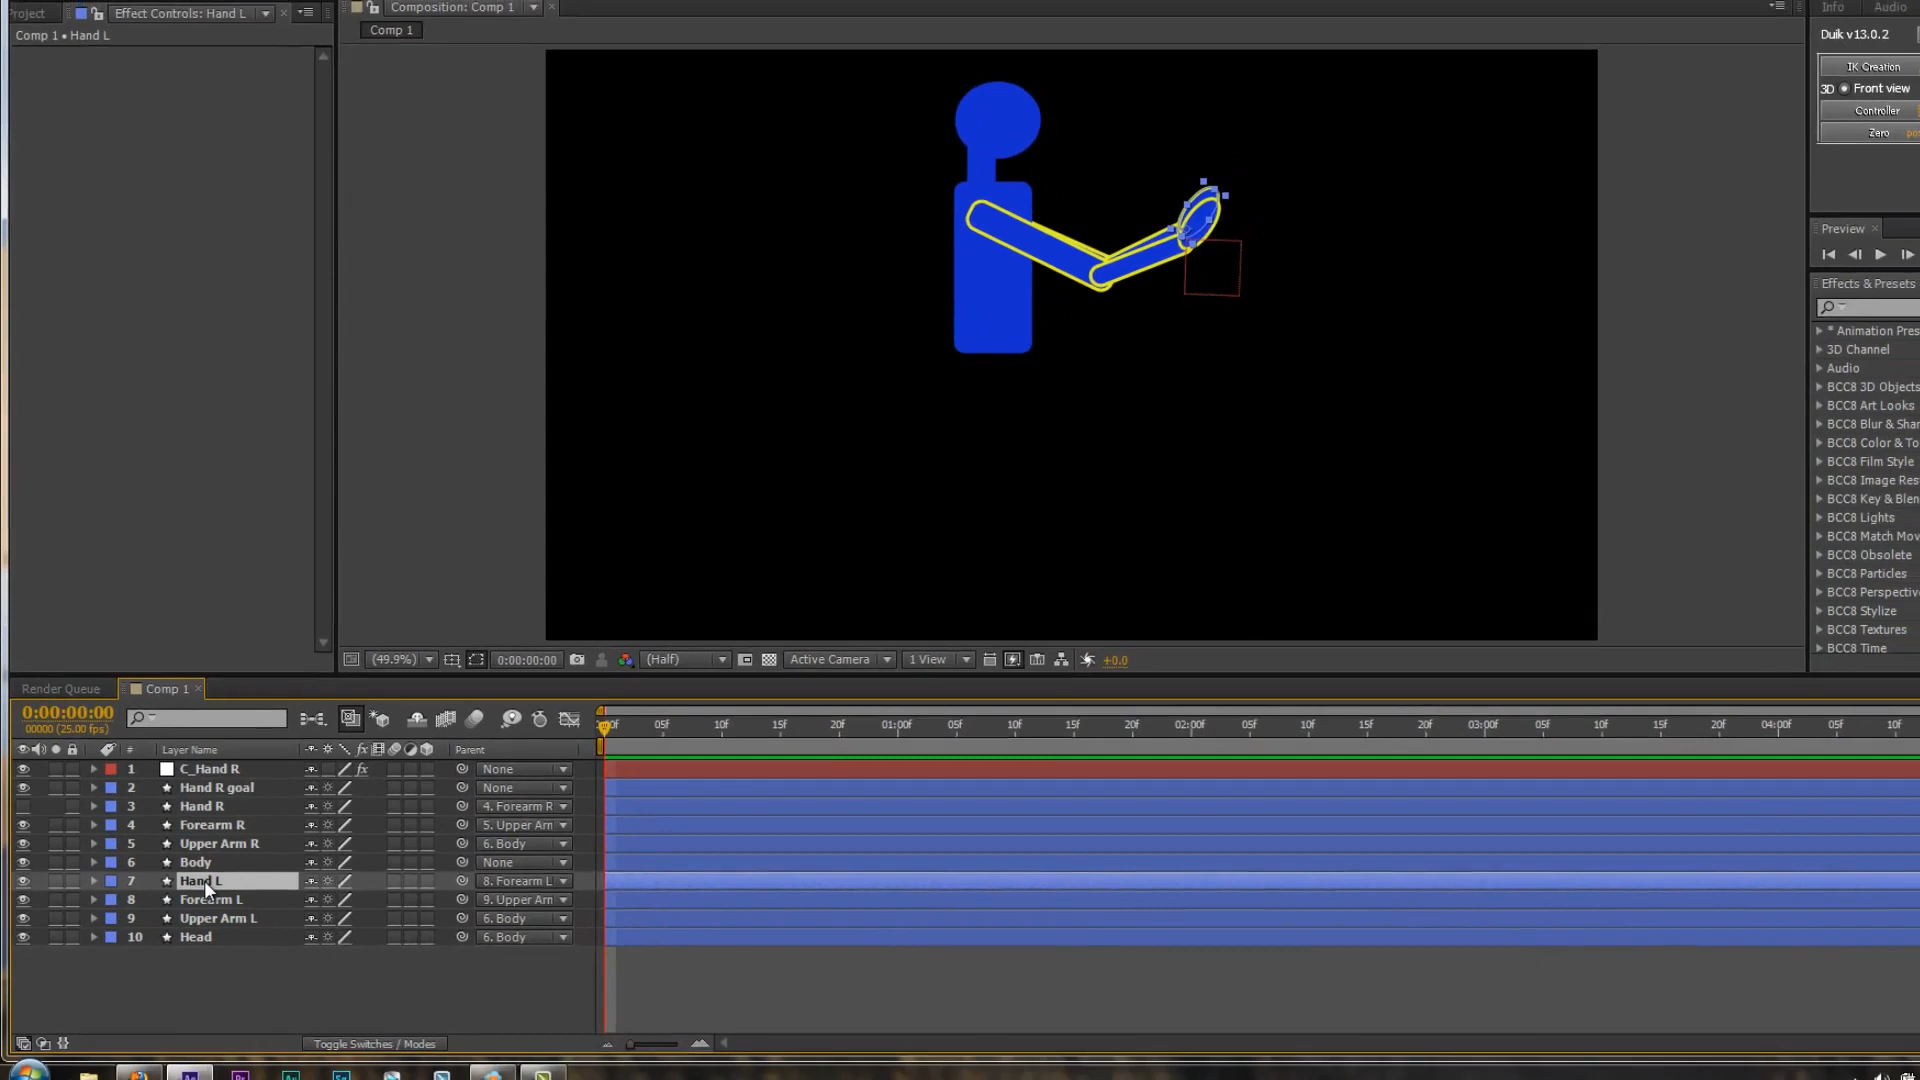 roject
Effect Controls: Hand L
Composition: Comp 1
Info
Audio
Comp 1 • Hand L
Comp 1
Duik v13.0.2
IK Creation
3D
Front view
Controller
Zero
Preview
Effects & Presets
* Animation Pres
3D Channel
Audio
BCC8 3D Objects
BCC8 Art Looks
BCC8 Blur & Sha
BCC8 Color & To
BCC8 Film Style
BCC8 Image Res
BCC8 Key & Blen
BCC8 Lights
BCC8 Match Mov
BCC8 Obsolete
BCC8 Particles
BCC8 Perspectiv
BCC8 Stylize
BCC8 Textures
BCC8 Time
(49.9%)
0:00:00:00
(Half)
Active Camera
1 View
+0.0
Render Queue
Comp 1
0:00:00:00
00000 (25.00 fps)
:00f 05f 10f 15f 20f 01:00f 05f 10f 15f 20f 02:00f 05f 10f 15f 20f 03:00f 05f 10f 15f 20f 04:00f 05f 10f
# Layer Name fx Parent
1 C_Hand R fx None
2 Hand R goal None
3 Hand R 4. Forearm R
4 Forearm R 5. Upper Arn
5 Upper Arm R 6. Body
6 Body None
7 Hand L 8. Forearm L
8 Forearm L 9. Upper Arn
9 Upper Arm L 6. Body
10 Head 6. Body
Toggle Switches / Modes